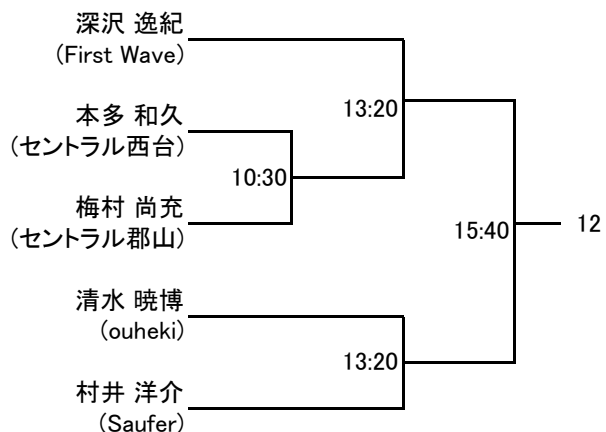 深沢 逸紀
(First Wave)
13:20
本多 和久
(セントラル西台)
10:30
梅村 尚充
(セントラル郡山)
15:40
12
清水 暁博
(ouheki)
13:20
村井 洋介
(Saufer)